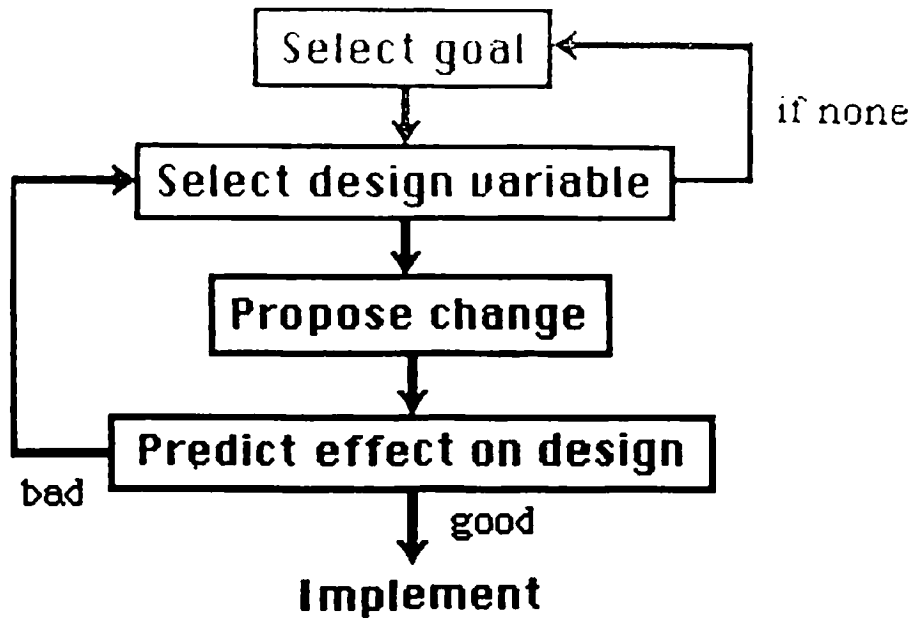 Select goal
if none
Select design variable
Propose change
Predict effect on design
bad
good
Implement